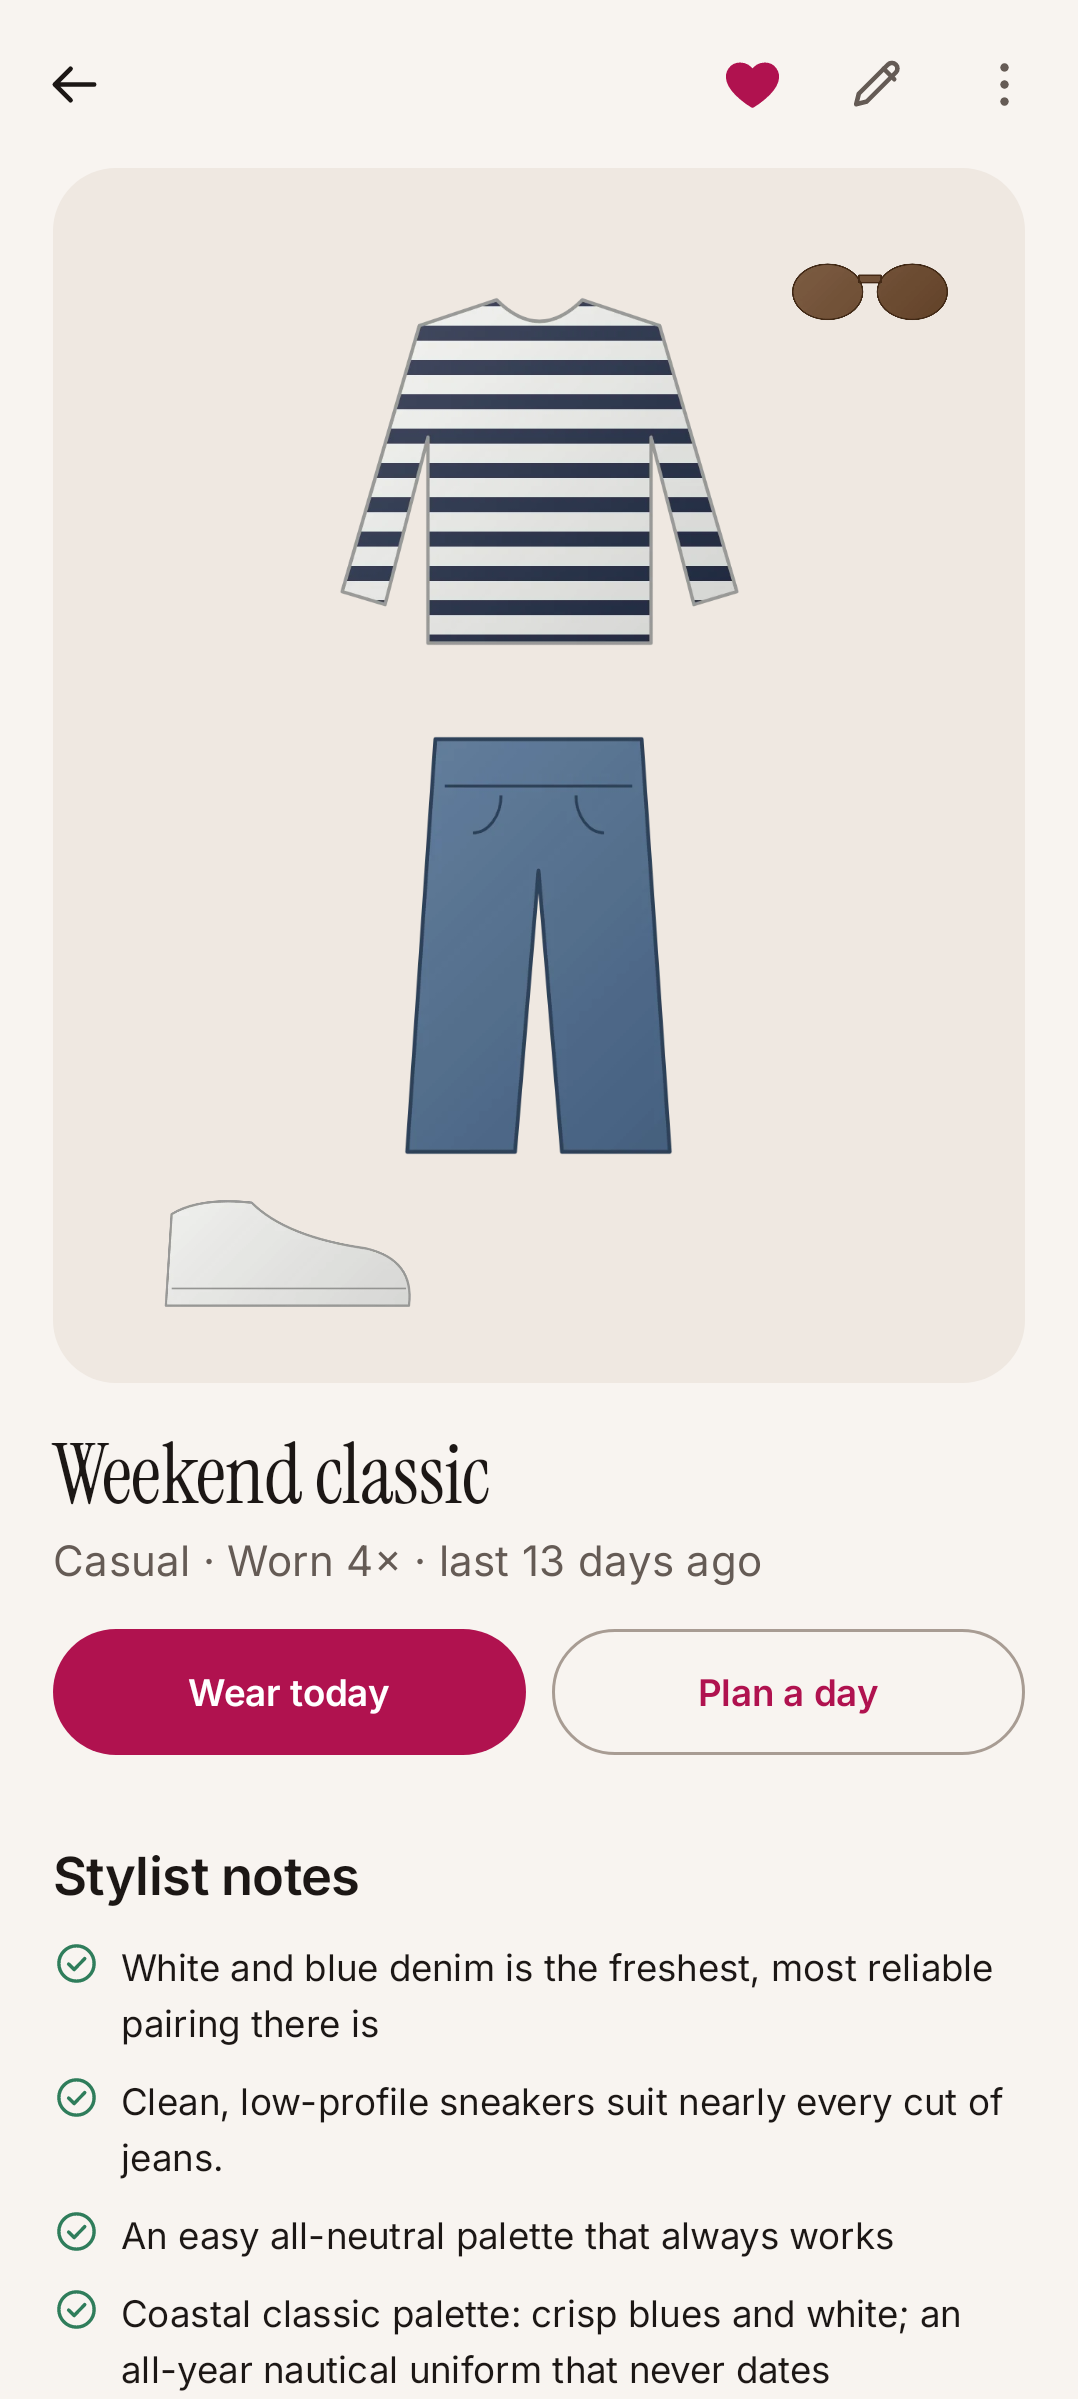 Weekend classic
Casual · Worn 4× · last 13 days ago
Wear today
Plan a day
Stylist notes
White and blue denim is the freshest, most reliable
pairing there is
Clean, low-profile sneakers suit nearly every cut of
jeans.
An easy all-neutral palette that always works
Coastal classic palette: crisp blues and white; an
all-year nautical uniform that never dates